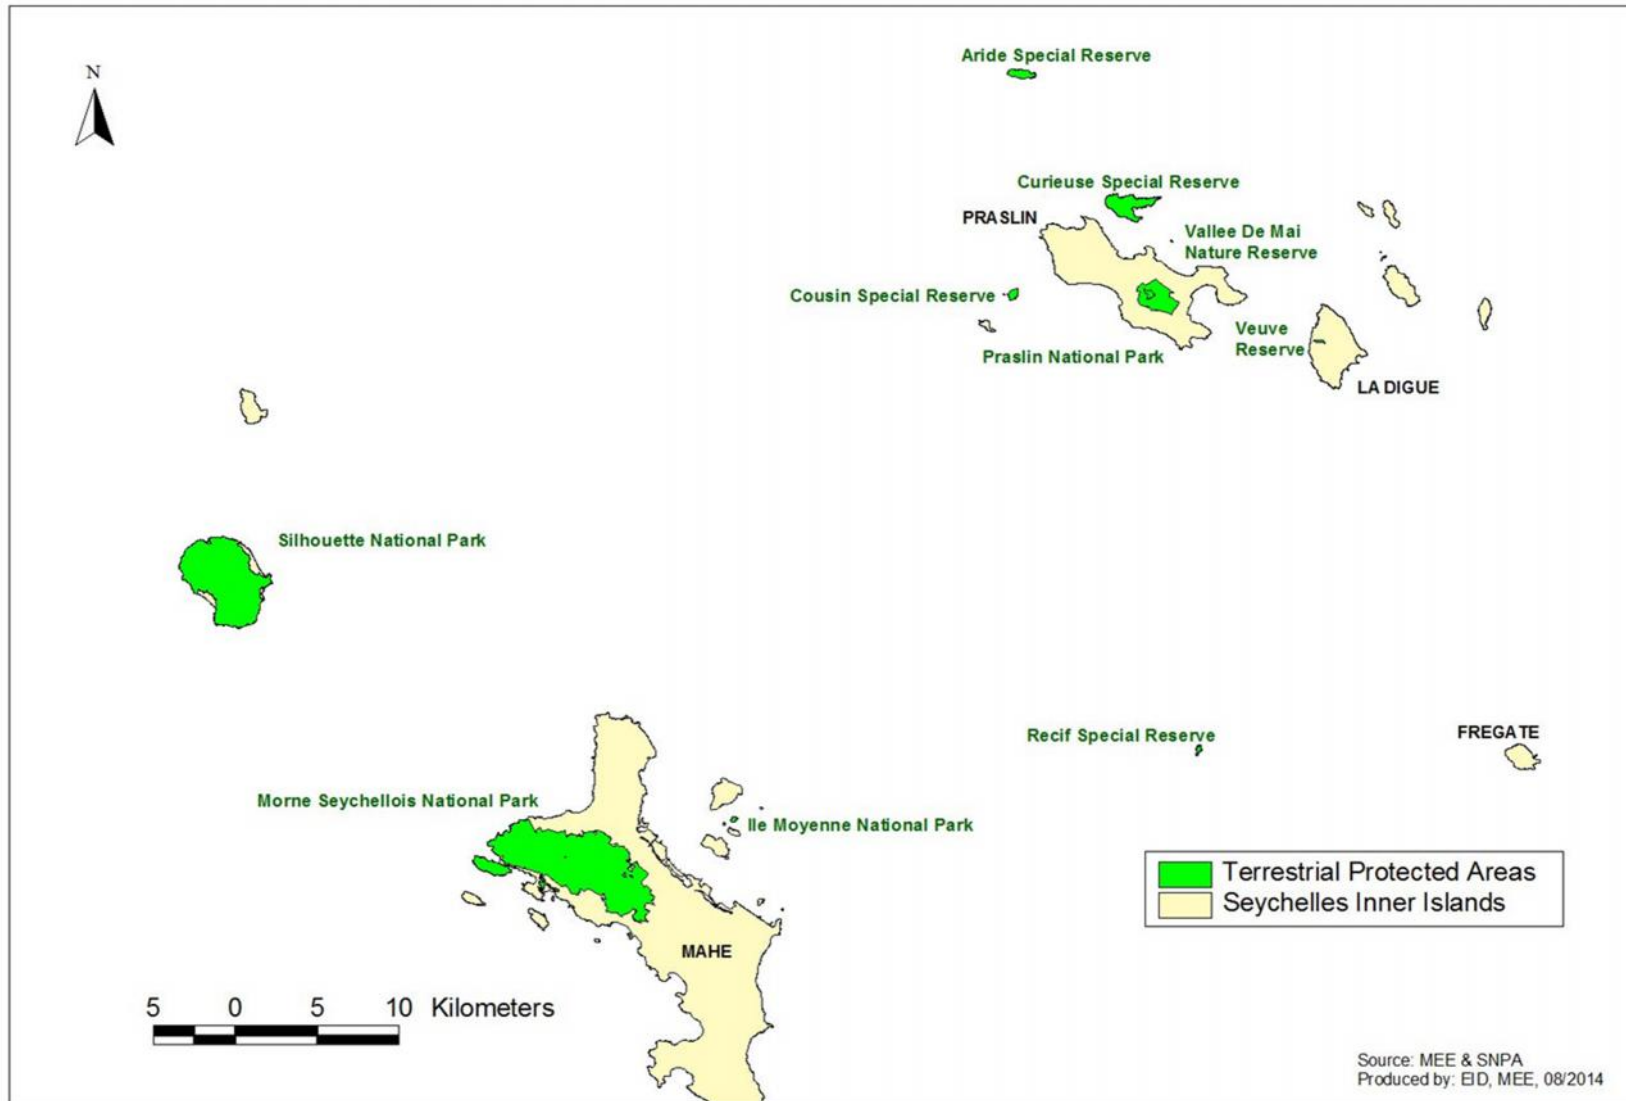 N
Aride Special Reserve
Curieuse Special Reserve
PRASLIN
Vallee De Mai
Nature Reserve
Cousin Special Reserve
Veuve
Reserve
Praslin National Park
LA DIGUE
Silhouette National Park
Recif Special Reserve
FREGATE
Morne Seychellois National Park
Ile Moyenne National Park
Terrestrial Protected Areas
Seychelles Inner Islands
MAHE
5 0 5 10 Kilometers
Source: MEE & SNPA
Produced by: EID, MEE, 08/2014